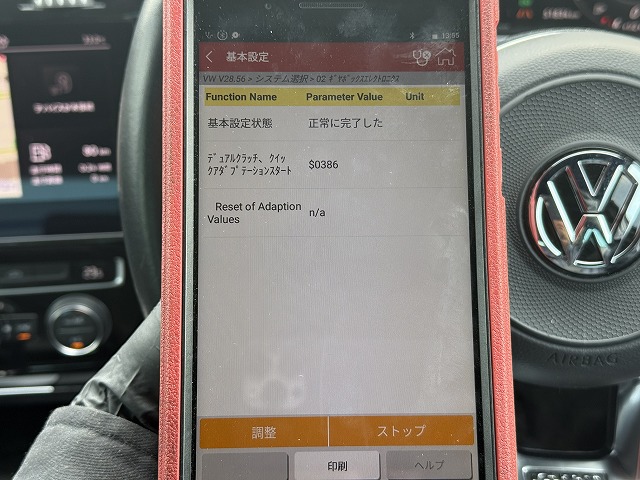 13:55
基本設定
VW V28.56 > システム選択 > 02 ｷﾞﾔﾎﾞｯｸｽｴﾚｸﾄﾛﾆｸｽ
Function Name Parameter Value Unit
基本設定状態 正常に完了した
ﾃﾞｭｱﾙｸﾗｯﾁ、ｸｲｯ
ｸｱﾀﾞﾌﾟﾃｰｼｮﾝｽﾀｰﾄ $0386
Reset of Adaption
Values n/a
調整 ストップ
印刷 ヘルプ
AIRBAG